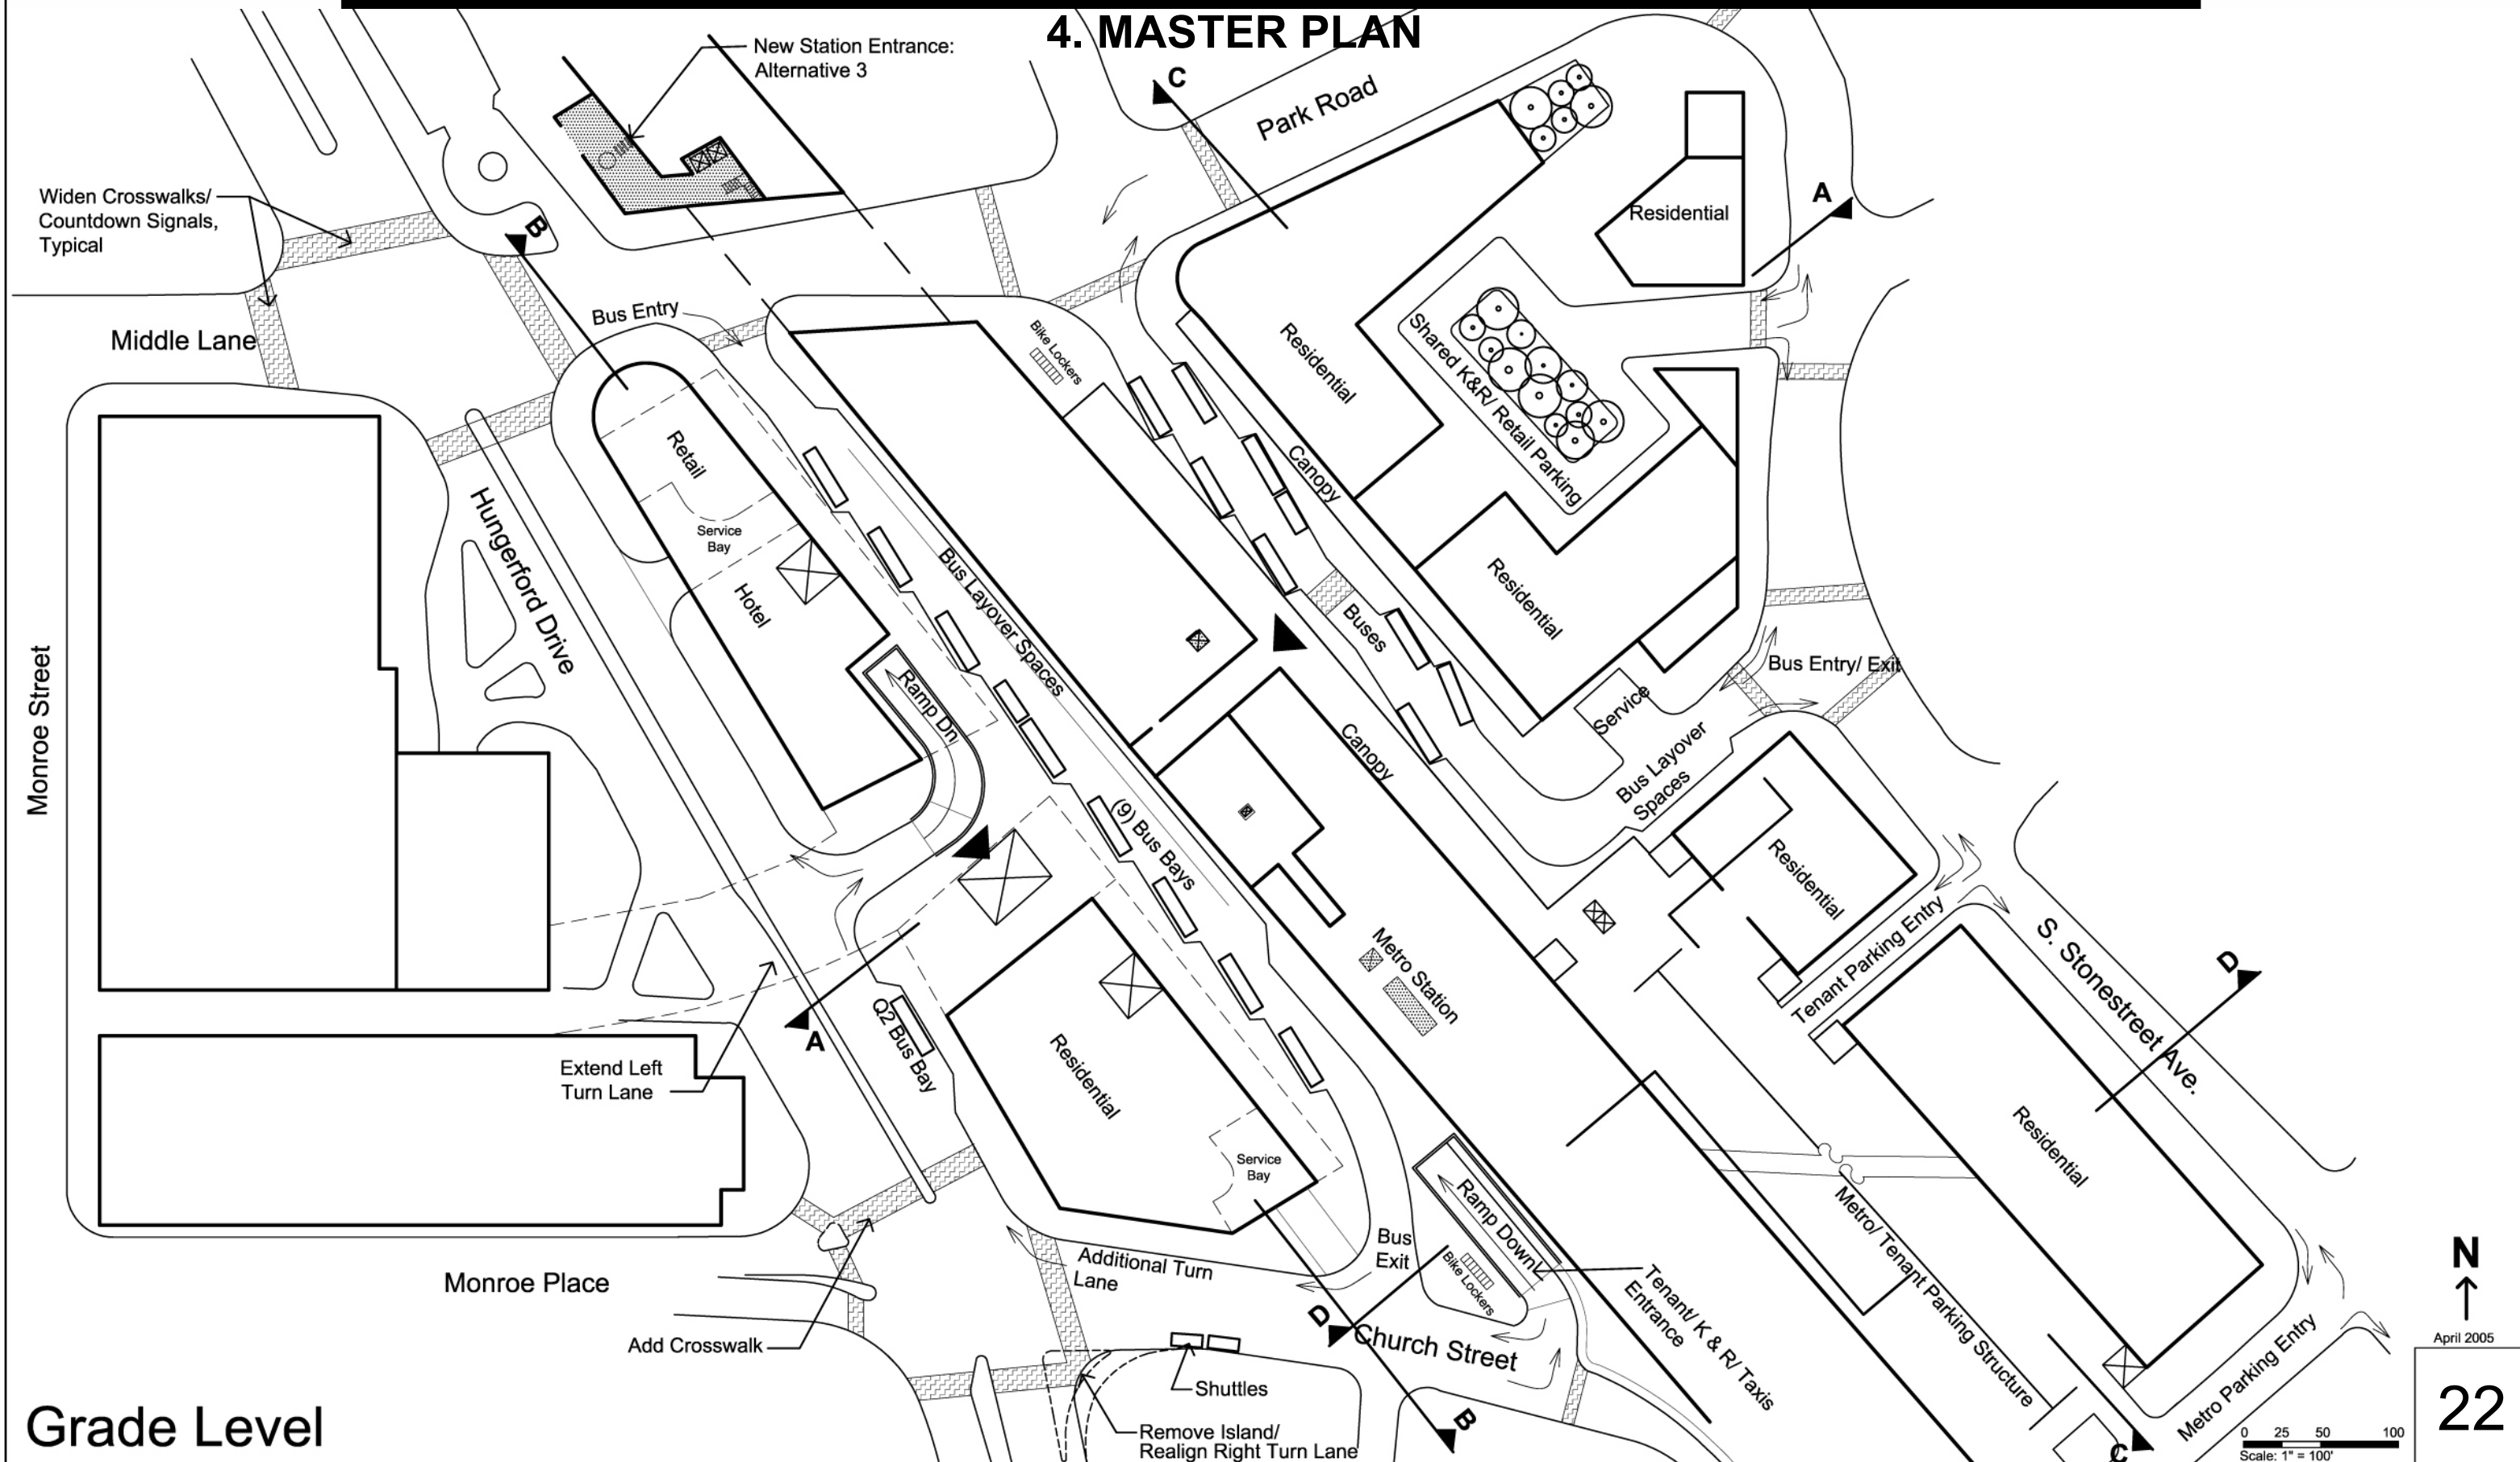 4. MASTER PLAN
New Station Entrance:
Alternative 3
C
Park Road
Widen Crosswalks/
Countdown Signals,
Typical
B
A
Residential
Bus Entry
Middle Lane
Bike Lockers
Residential
Shared K&R/ Retail Parking
Canopy
Retail
Service
Bay
Hotel
Hungerford Drive
Bus Layover Spaces
Buses
Residential
Monroe Street
Ramp Dn
Canopy
Service
Bus Entry/ Exit
Bus Layover
Spaces
(9) Bus Bays
Residential
Tenant Parking Entry
S. Stonestreet Ave.
D
Metro Station
A
Q2 Bus Bay
Extend Left
Turn Lane
Residential
Service
Bay
Residential
Ramp Down
Bike Lockers
Bus
Exit
Metro/ Tenant Parking Structure
Monroe Place
Additional Turn
Lane
Tenant/ K & R/ Taxis
Entrance
D
Church Street
Add Crosswalk
Shuttles
Metro Parking Entry
Remove Island/
Realign Right Turn Lane
B
C
N
April 2005
22
Grade Level
0 25 50 100
Scale: 1" = 100'